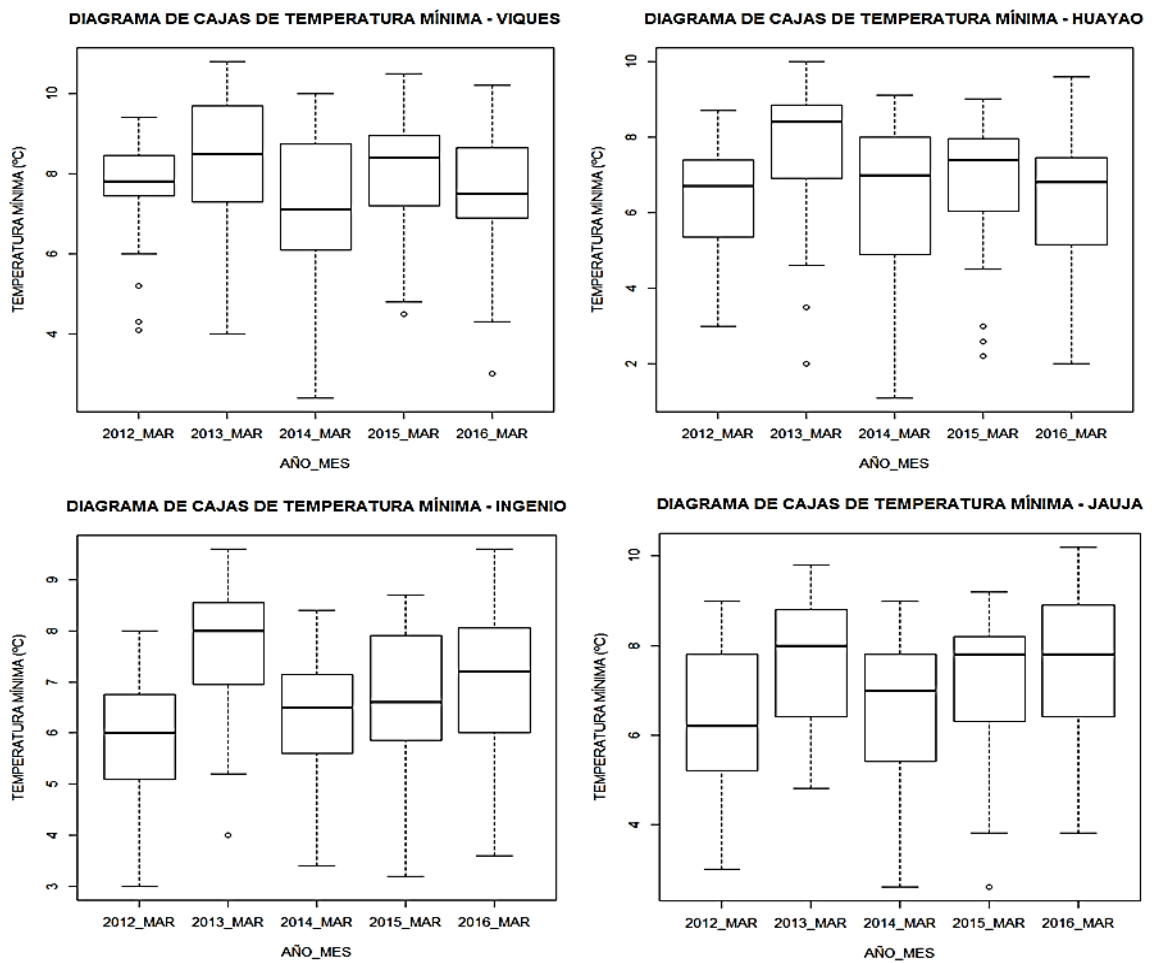 DIAGRAMA DE CAJAS DE TEMPERATURA MÍNIMA - VIQUES
TEMPERATURA MÍNIMA (ºC)
10
8
6
4
2012_MAR 2013_MAR 2014_MAR 2015_MAR 2016_MAR
AÑO_MES
DIAGRAMA DE CAJAS DE TEMPERATURA MÍNIMA - HUAYAO
TEMPERATURA MÍNIMA (ºC)
10
8
6
4
2
2012_MAR 2013_MAR 2014_MAR 2015_MAR 2016_MAR
AÑO_MES
DIAGRAMA DE CAJAS DE TEMPERATURA MÍNIMA - INGENIO
TEMPERATURA MÍNIMA (ºC)
9
8
7
6
5
4
3
2012_MAR 2013_MAR 2014_MAR 2015_MAR 2016_MAR
AÑO_MES
DIAGRAMA DE CAJAS DE TEMPERATURA MÍNIMA - JAUJA
TEMPERATURA MÍNIMA (ºC)
10
8
6
4
2012_MAR 2013_MAR 2014_MAR 2015_MAR 2016_MAR
AÑO_MES